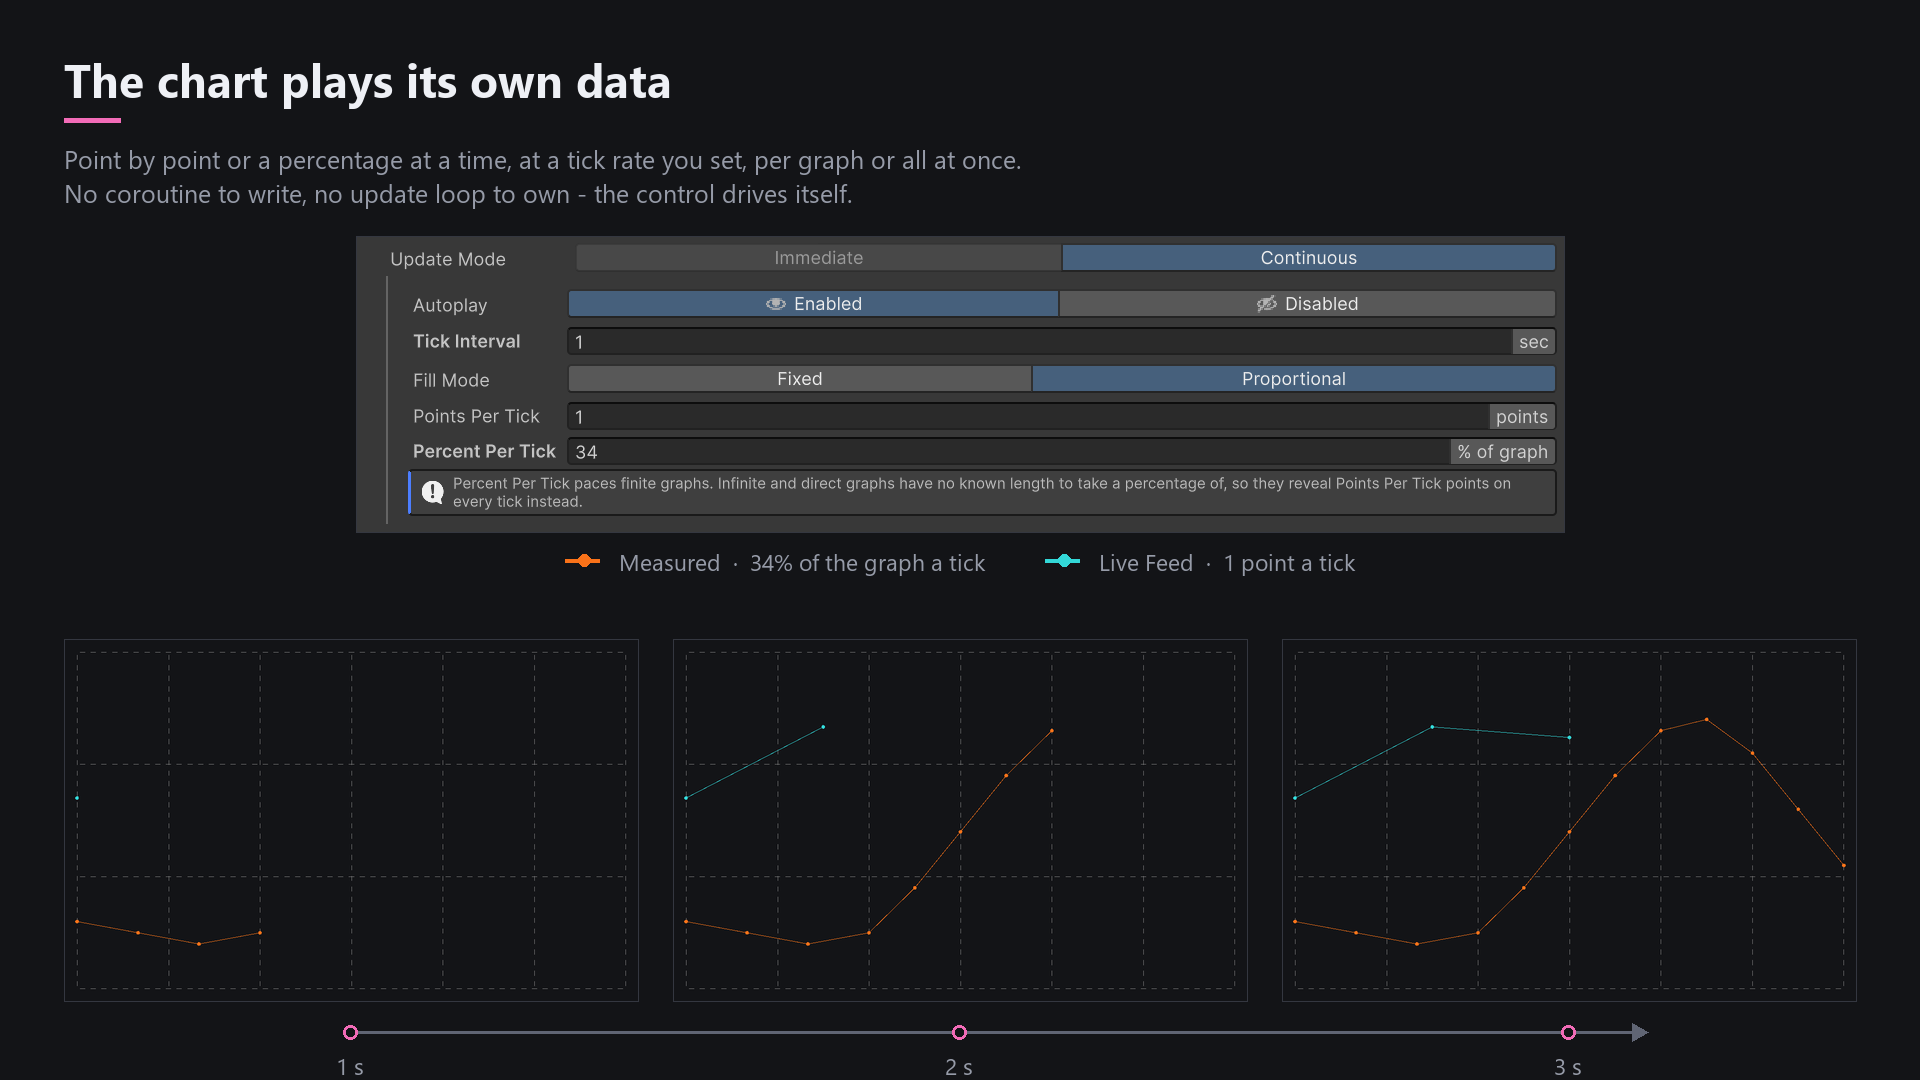 The chart plays its own data
Point by point or a percentage at a time, at a tick rate you set, per graph or all at once.
No coroutine to write, no update loop to own - the control drives itself.
Update Mode Immediate Continuous
Autoplay Enabled Disabled
Tick Interval 1 sec
Fill Mode Fixed Proportional
Points Per Tick 1 points
Percent Per Tick 34 % of graph
Percent Per Tick paces finite graphs. Infinite and direct graphs have no known length to take a percentage of, so they reveal Points Per Tick points on
every tick instead.
Measured · 34% of the graph a tick Live Feed · 1 point a tick
1 s 2 s 3 s